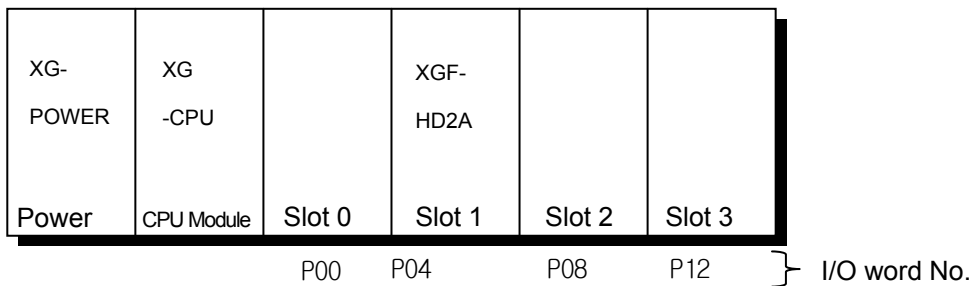 XG-
POWER
XG
-CPU
XGF-
HD2A
Power
CPU Module
Slot 0
Slot 1
Slot 2
Slot 3
P00
P04
P08
P12
I/O word No.